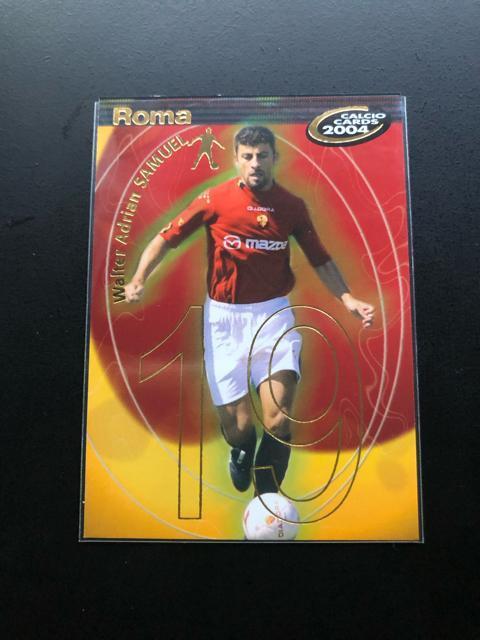 Roma
CALCIO
CARDS
2004
Walter Adrian SAMUEL
DIADORA
mazda
19